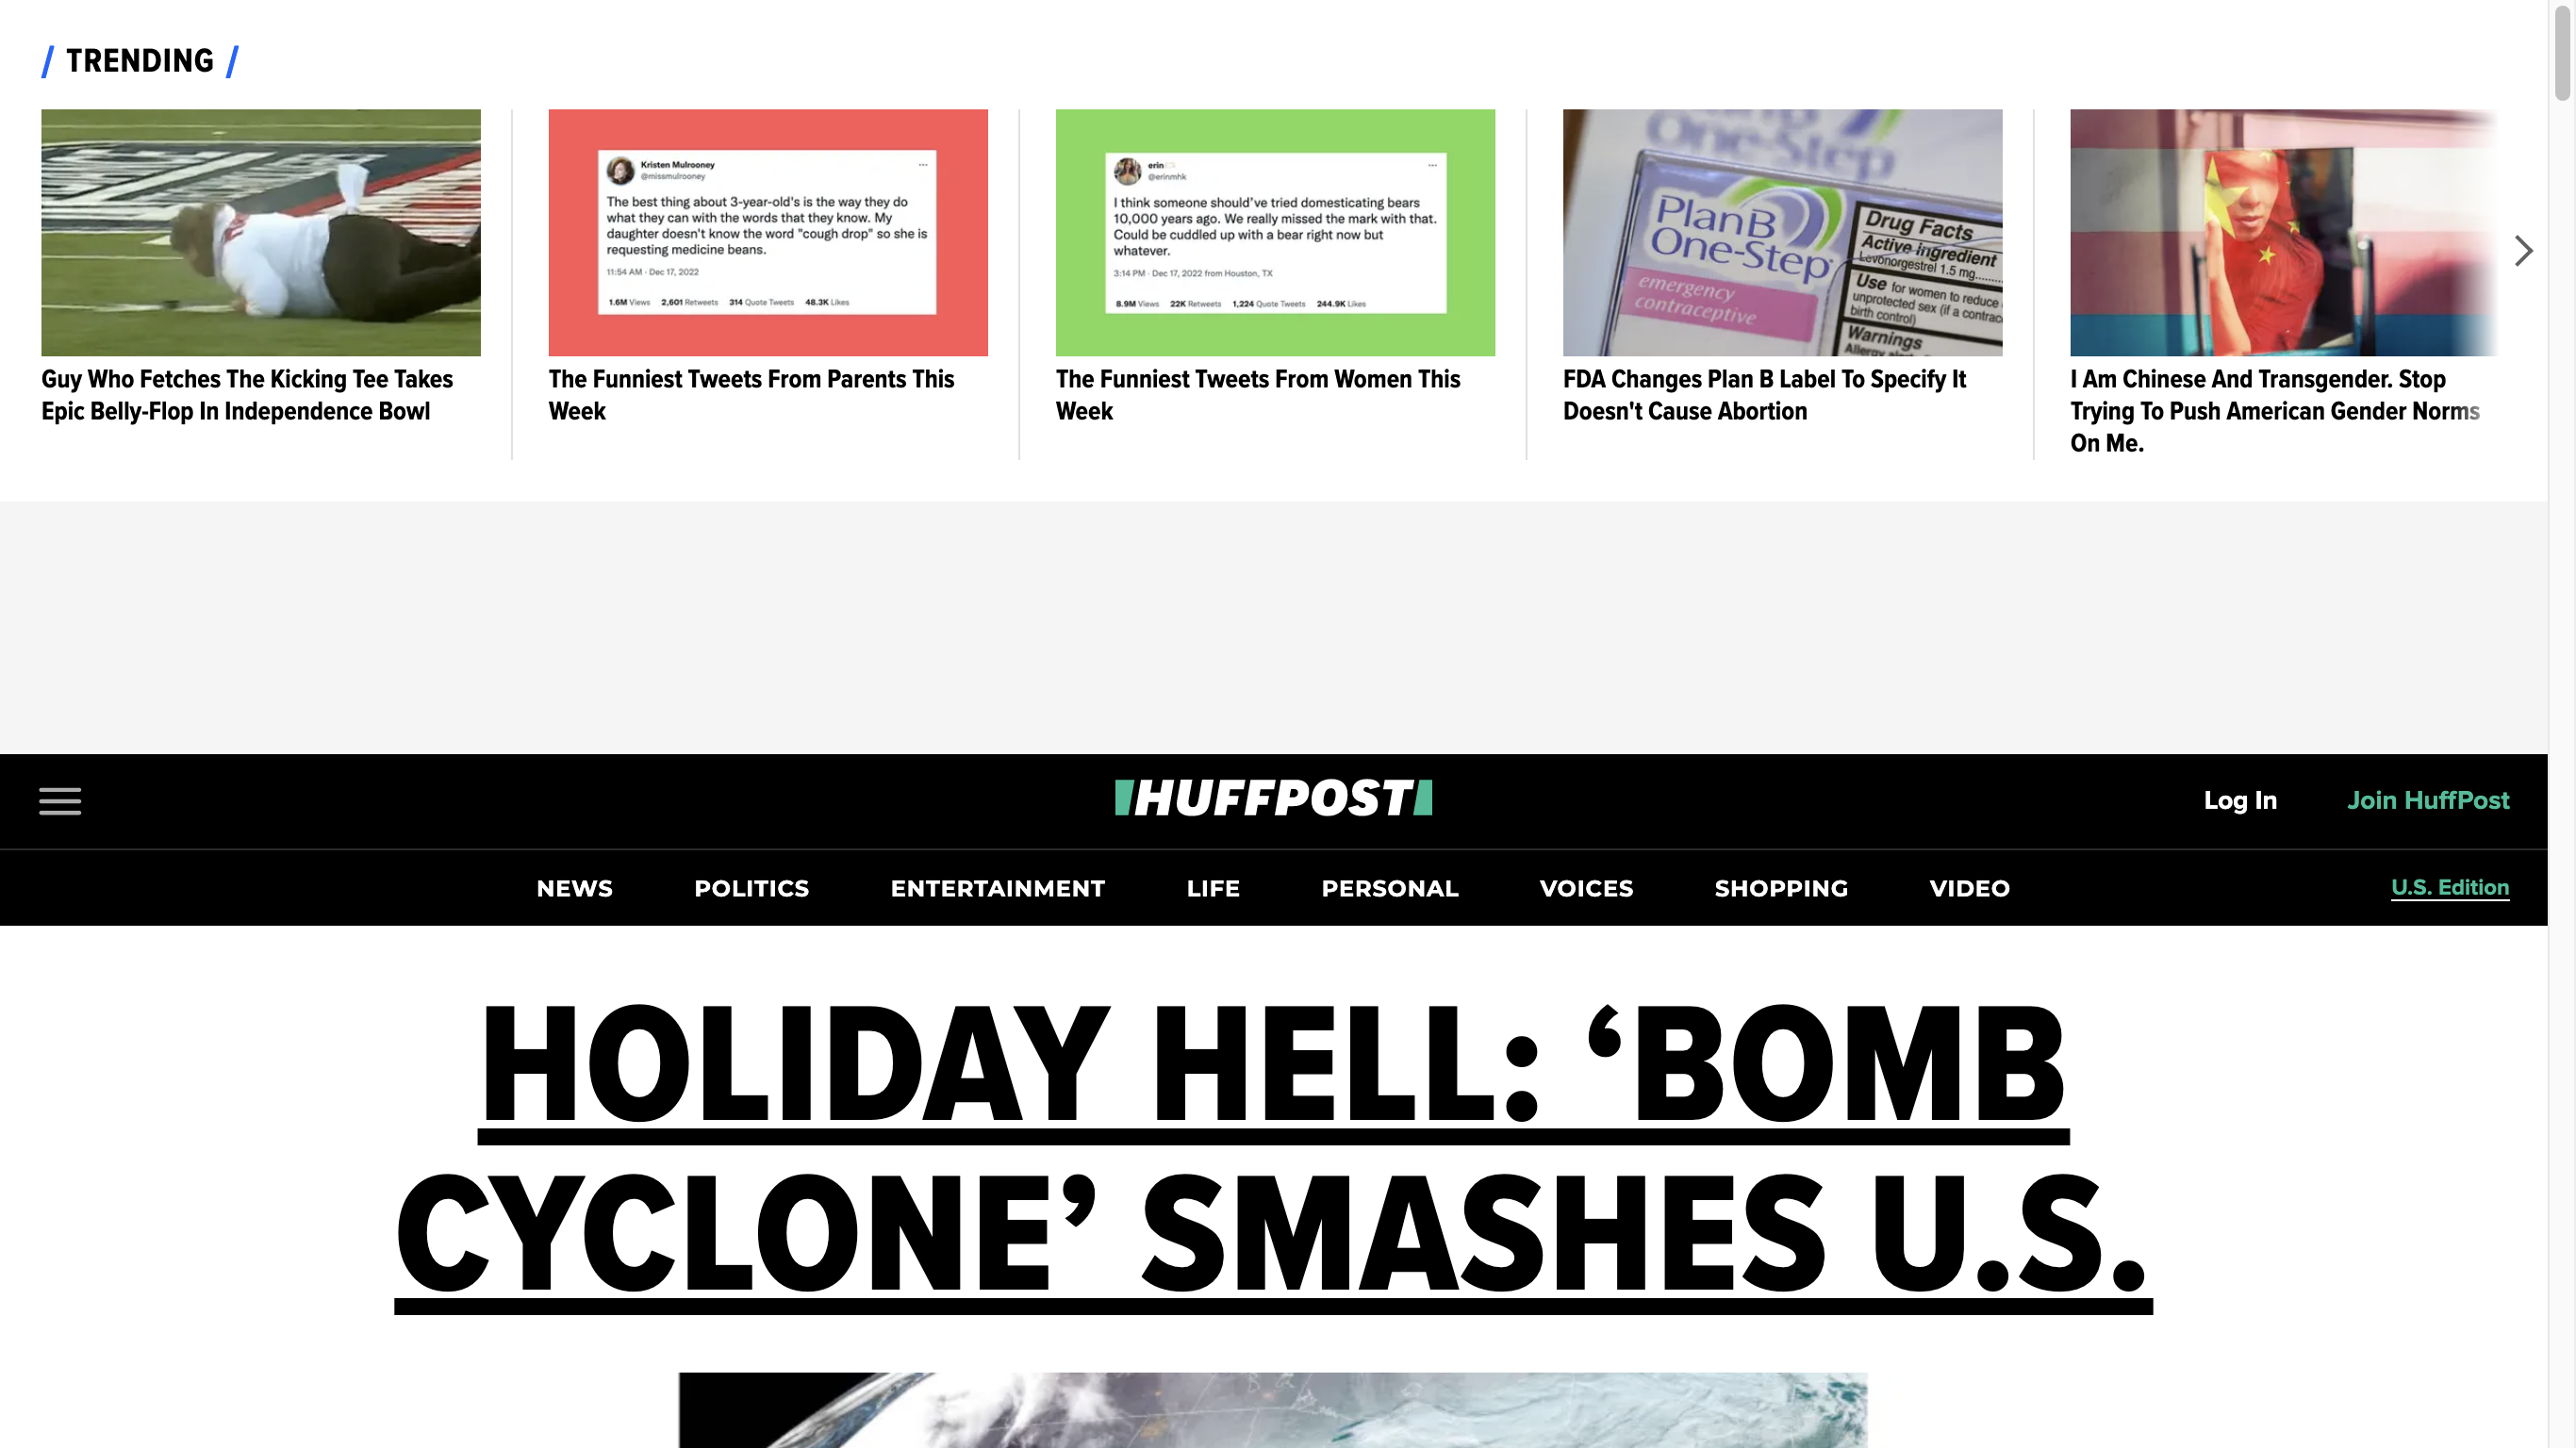 / TRENDING /
Kristen Mulrooney
@missmulrooney
The best thing about 3-year-old's is the way they do
what they can with the words that they know. My
daughter doesn't know the word "cough drop" so she is
requesting medicine beans.
11:54 AM · Dec 17, 2022
1.6M Views 2,601 Retweets 314 Quote Tweets 48.3K Likes
erin
@erinmhk
I think someone should've tried domesticating bears
10,000 years ago. We really missed the mark with that.
Could be cuddled up with a bear right now but
whatever.
3:14 PM · Dec 17, 2022 from Houston, TX
8.9M Views 22K Retweets 1,224 Quote Tweets 244.9K Likes
One-Step
Plan B
One-Step
emergency
contraceptive
Drug Facts
Active ingredient
Levonorgestrel 1.5 mg........
Use for women to reduce
unprotected sex (if a contrac
birth control)
Warnings
Allergy
Guy Who Fetches The Kicking Tee Takes
Epic Belly-Flop In Independence Bowl
The Funniest Tweets From Parents This
Week
The Funniest Tweets From Women This
Week
FDA Changes Plan B Label To Specify It
Doesn't Cause Abortion
I Am Chinese And Transgender. Stop
Trying To Push American Gender Norms
On Me.
HUFFPOST
Log In
Join HuffPost
NEWS POLITICS ENTERTAINMENT LIFE PERSONAL VOICES SHOPPING VIDEO
U.S. Edition
HOLIDAY HELL: ‘BOMB
CYCLONE’ SMASHES U.S.